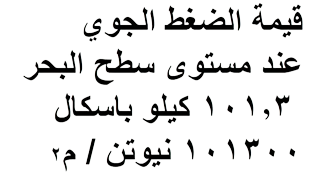 قيمة الضغط الجوي
عند مستوى سطح البحر
١٠١,٣ كيلو باسكال
١٠١٣٠٠ نيوتن / م٢